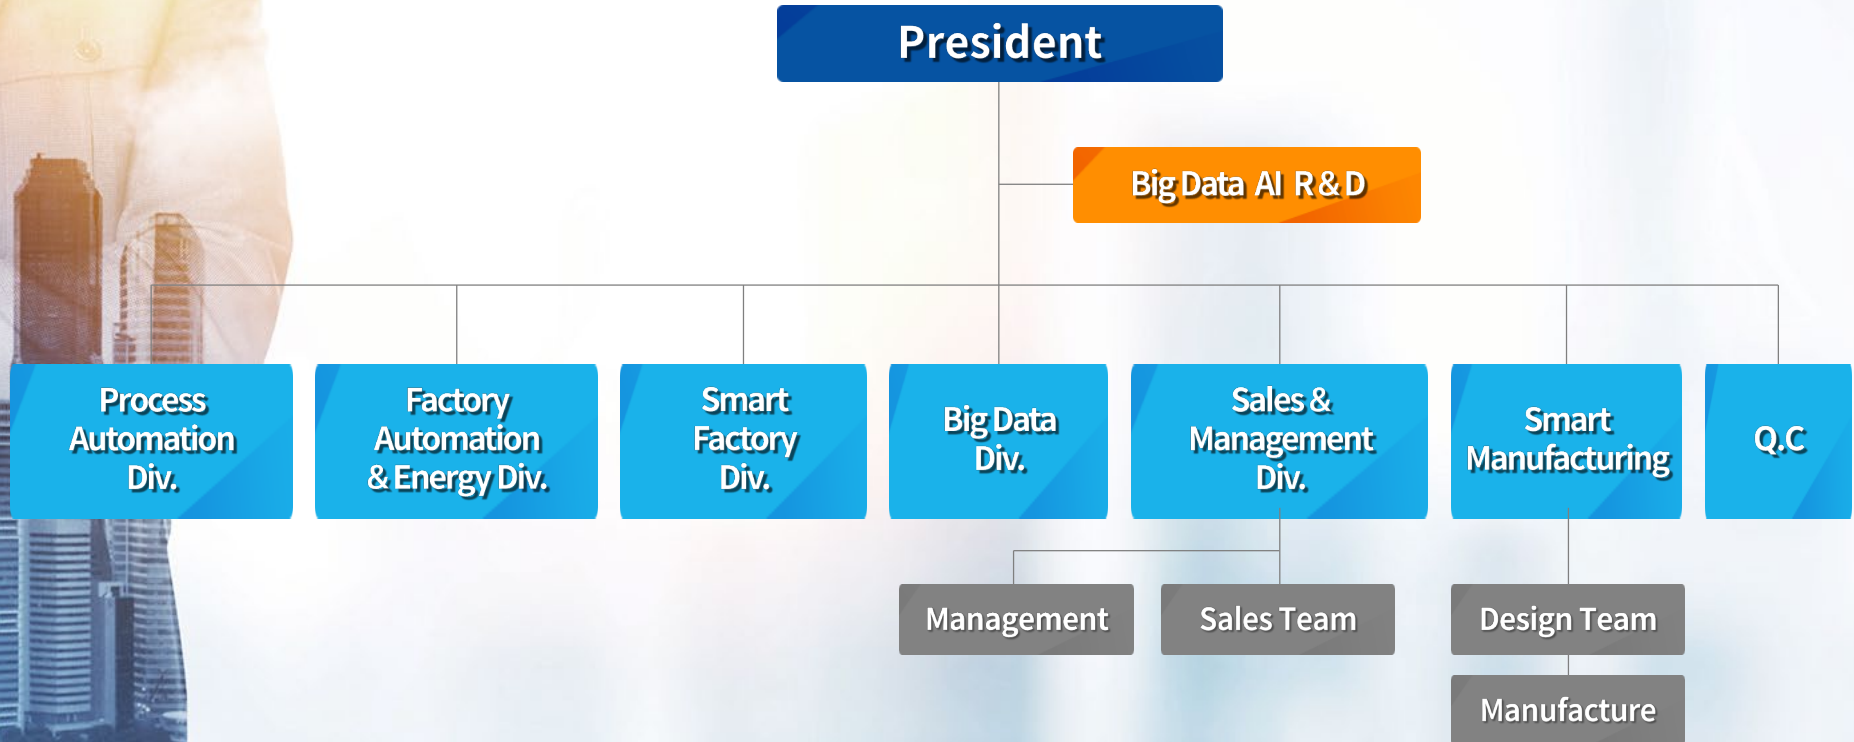 President
Big Data AI R & D
Process
Automation
Div.
Factory
Automation
& Energy Div.
Smart
Factory
Div.
Big Data
Div.
Sales &
Management
Div.
Smart
Manufacturing
Q.C
Management
Sales Team
Design Team
Manufacture